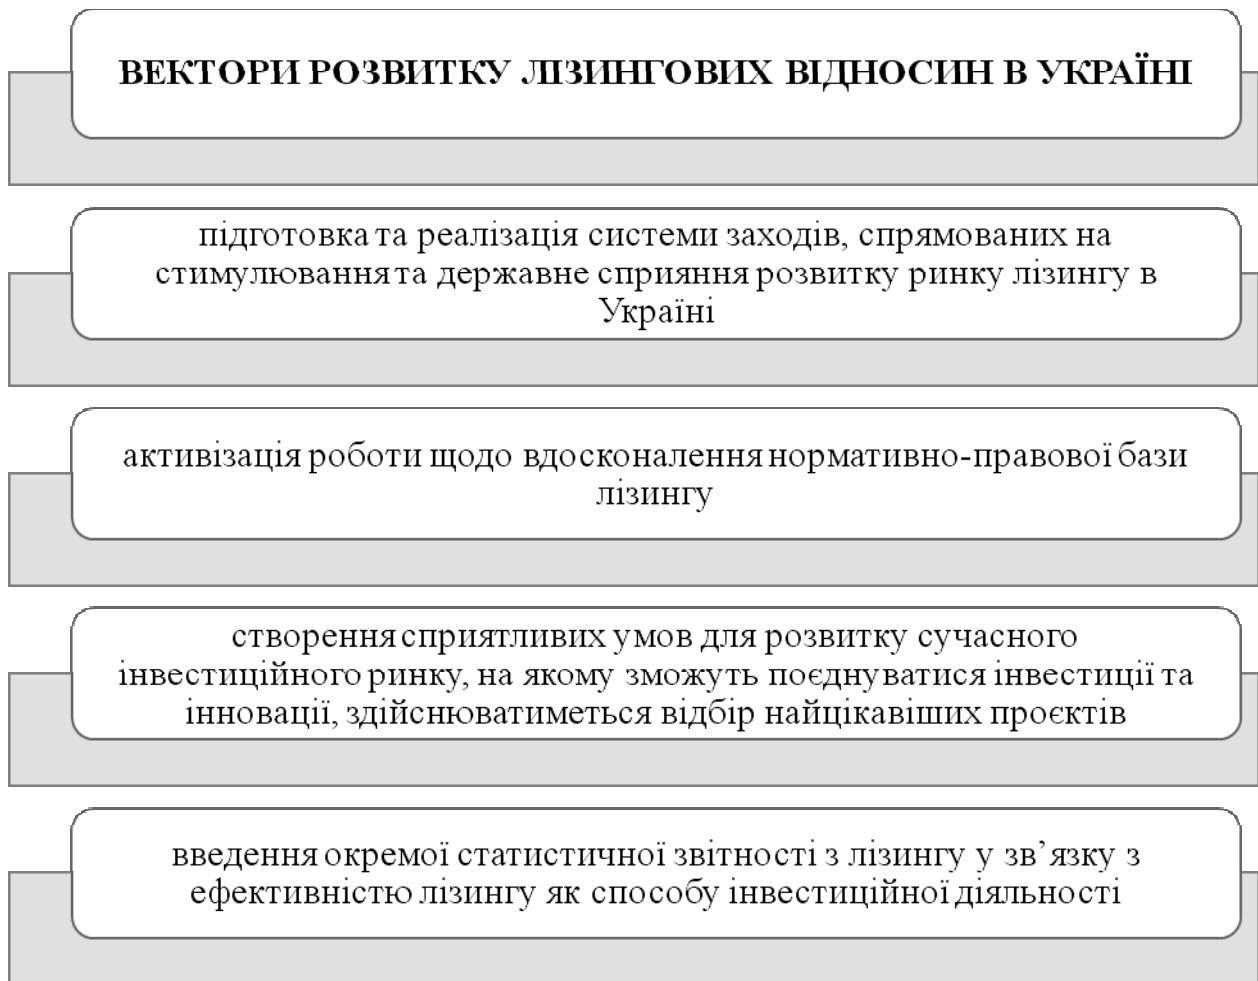 ВЕКТОРИ РОЗВИТКУ ЛІЗИНГОВИХ ВІДНОСИН В УКРАЇНІ
підготовка та реалізація системи заходів, спрямованих на
стимулювання та державне сприяння розвитку ринку лізингу в
Україні
активізація роботи щодо вдосконалення нормативно-правової бази
лізингу
створення сприятливих умов для розвитку сучасного
інвестиційного ринку, на якому зможуть поєднуватися інвестиції та
інновації, здійснюватиметься відбір найцікавіших проєктів
введення окремої статистичної звітності з лізингу у зв’язку з
ефективністю лізингу як способу інвестиційної діяльності